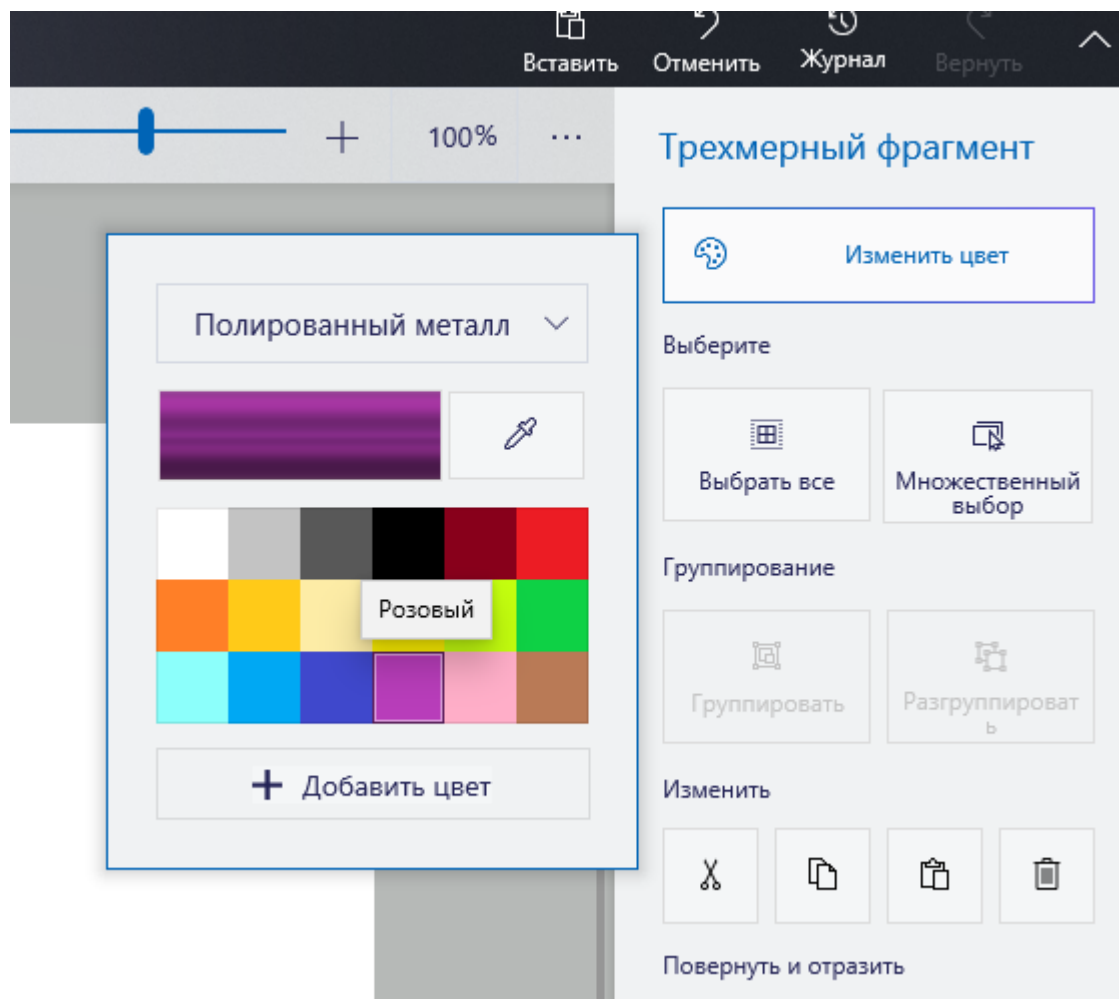 Вставить
Отменить
Журнал
Вернуть
100%
...
Трехмерный фрагмент
Изменить цвет
Полированный металл
Выберите
Выбрать все
Множественный
выбор
Группирование
Розовый
Группировать
Разгруппироват
ь
+ Добавить цвет
Изменить
Повернуть и отразить